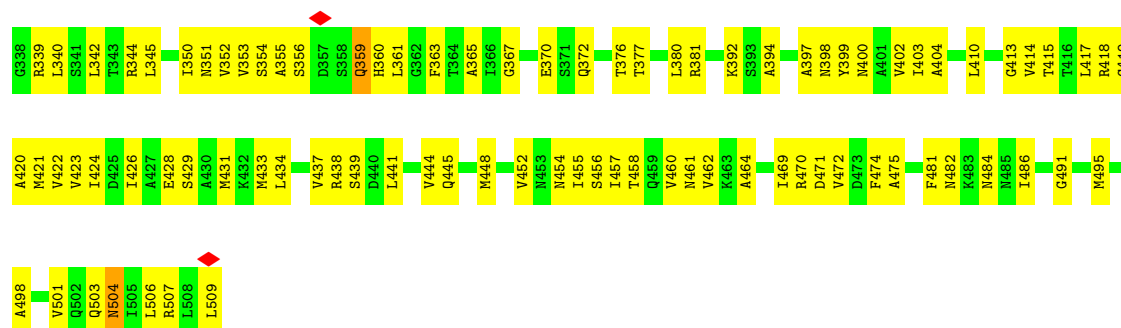 G338 R339 L340 S341 L342 T343 R344 L345 I350 N351 V352 V353 S354 A355 S356 D357 S358 Q359 H360 L361 G362 F363 T364 A365 I366 G367 E370 S371 Q372 T376 T377 L380 R381 K392 S393 A394 A397 N398 Y399 N400 A401 V402 I403 A404 L410 G413 V414 T415 T416 L417 R418
A420 M421 V422 V423 I424 D425 I426 A427 E428 S429 A430 M431 K432 M433 L434 V437 R438 S439 D440 L441 V444 Q445 M448 V452 N453 N454 I455 S456 I457 T458 Q459 V460 N461 V462 K463 A464 I469 R470 D471 V472 D473 F474 A475 F481 N482 K483 N484 N485 I486 G491 M495
A498 V501 Q502 Q503 N504 I505 L506 R507 L508 L509